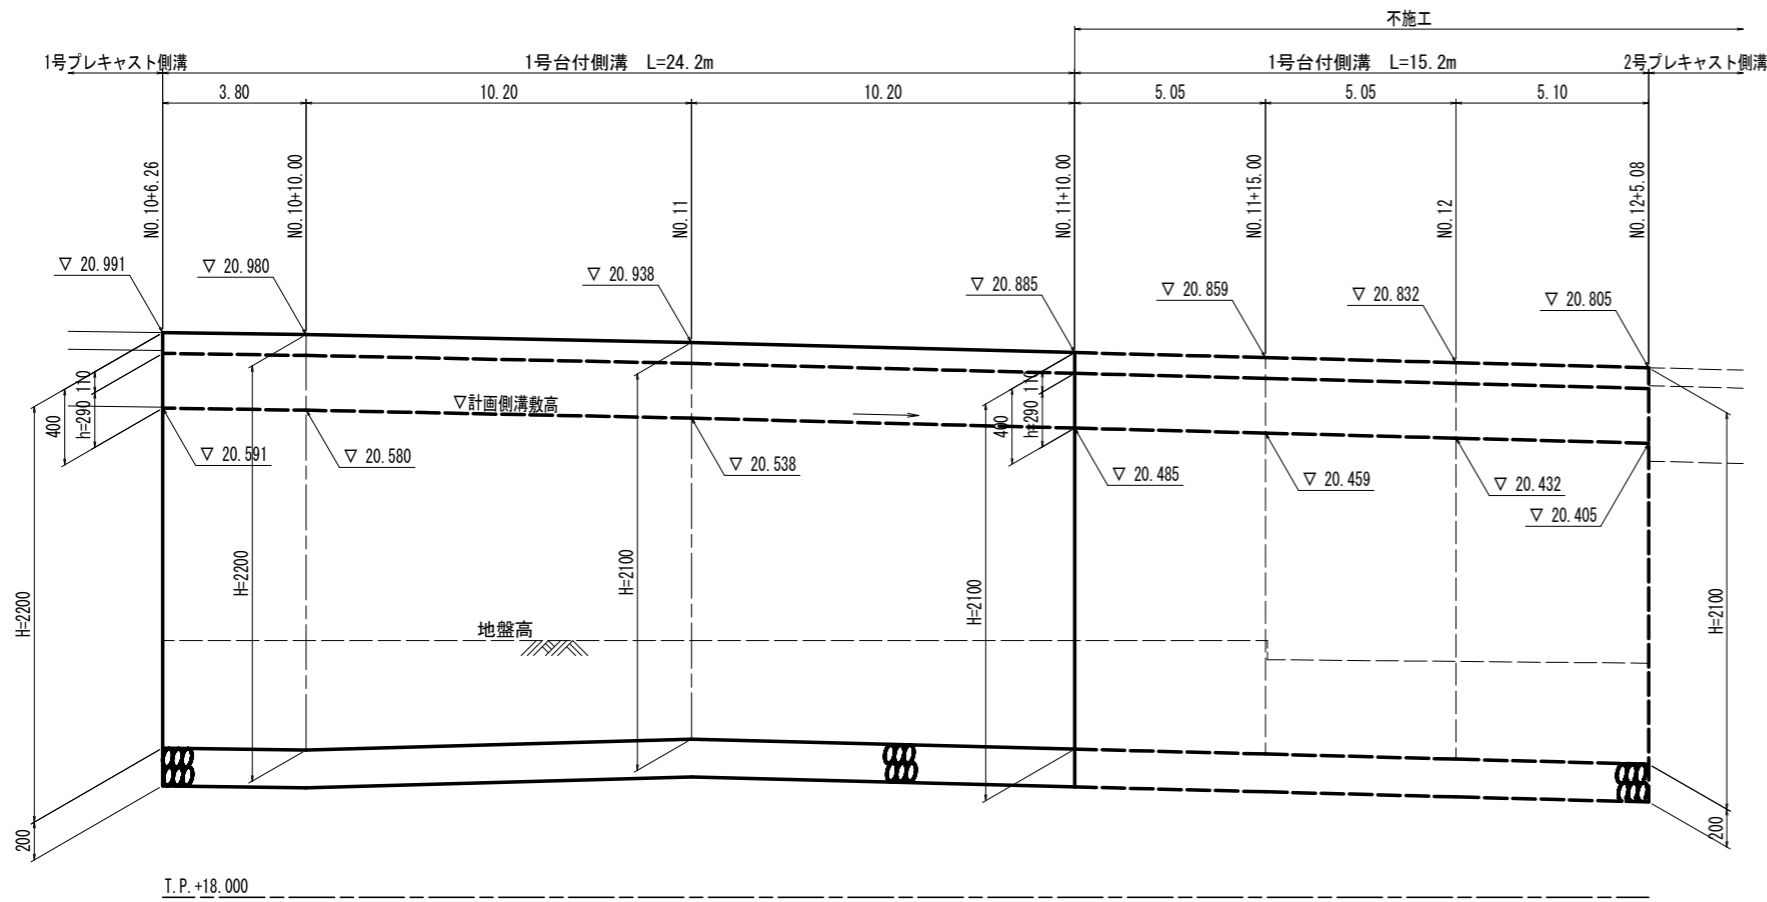 不施工
1号プレキャスト側溝
1号台付側溝 L=24.2m
1号台付側溝 L=15.2m
2号プレキャスト側溝
3.80
10.20
10.20
5.05
5.05
5.10
NO.10+6.26
NO.10+10.00
NO.11
NO.11+10.00
NO.11+15.00
NO.12
NO.12+5.08
▽ 20.991
▽ 20.980
▽ 20.938
▽ 20.885
▽ 20.859
▽ 20.832
▽ 20.805
110
400
h=290
▽計画側溝敷高
110
400
h=290
▽ 20.591
▽ 20.580
▽ 20.538
▽ 20.485
▽ 20.459
▽ 20.432
▽ 20.405
H=2200
H=2200
H=2100
H=2100
H=2100
地盤高
200
200
T.P.+18.000